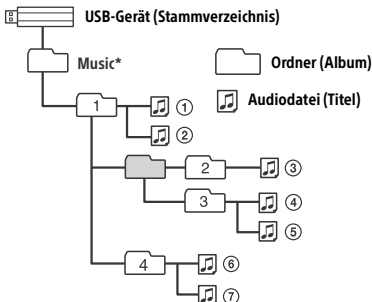 USB-Gerät (Stammverzeichnis)
Music*
Ordner (Album)
Audiodatei (Titel)
1
①
②
2
③
3
④
⑤
4
⑥
⑦